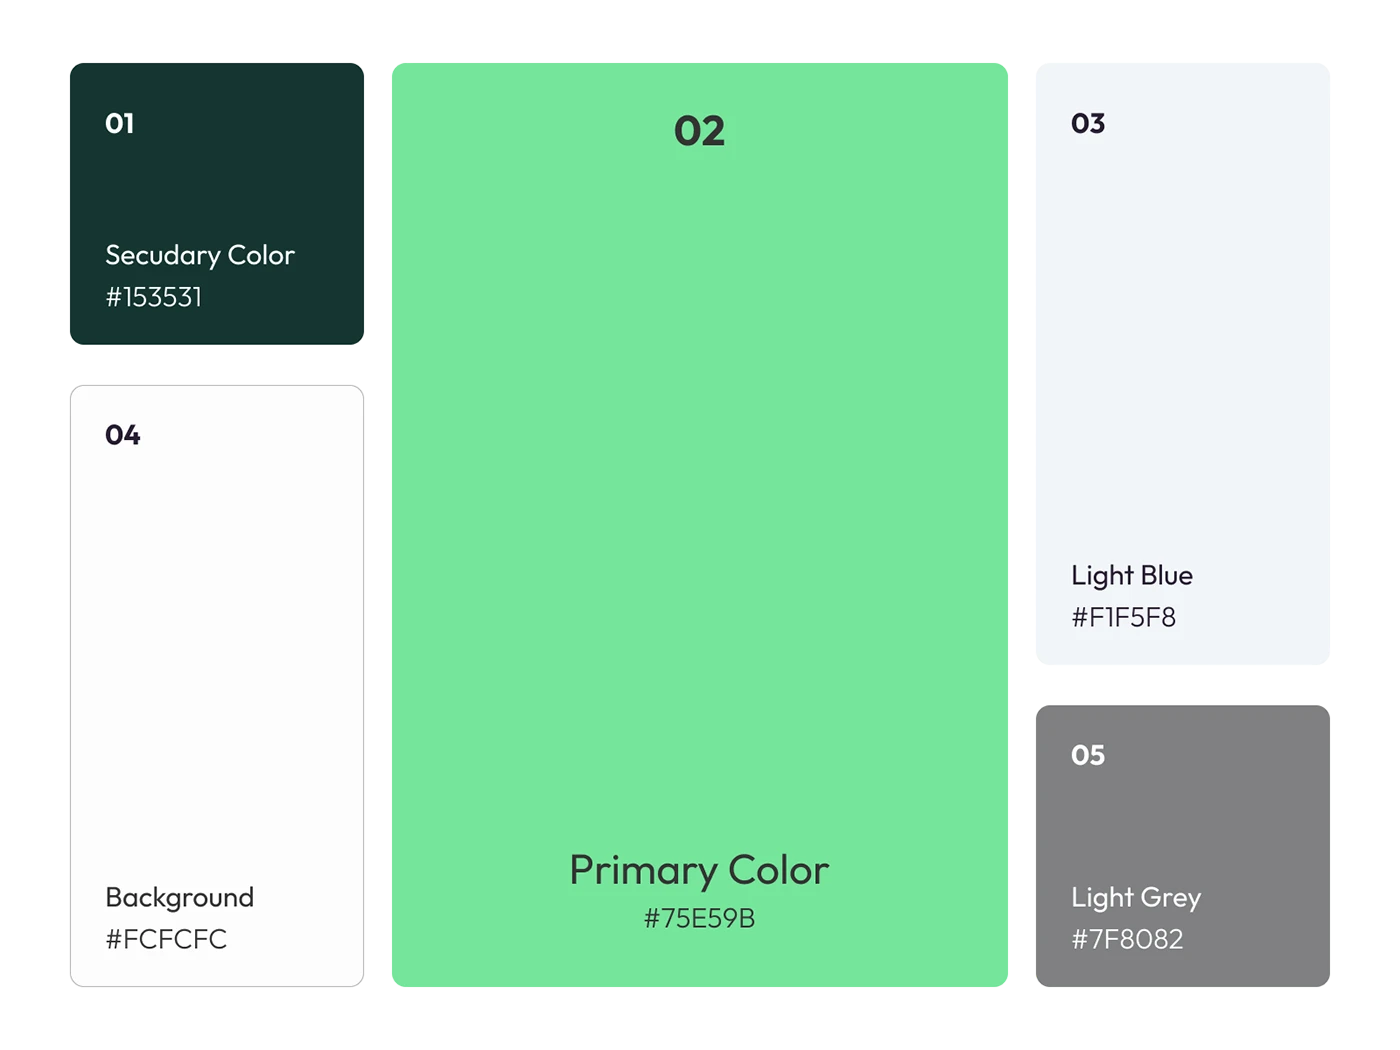 01
Secudary Color
#153531
02
Primary Color
#75E59B
03
Light Blue
#F1F5F8
04
Background
#FCFCFC
05
Light Grey
#7F8082